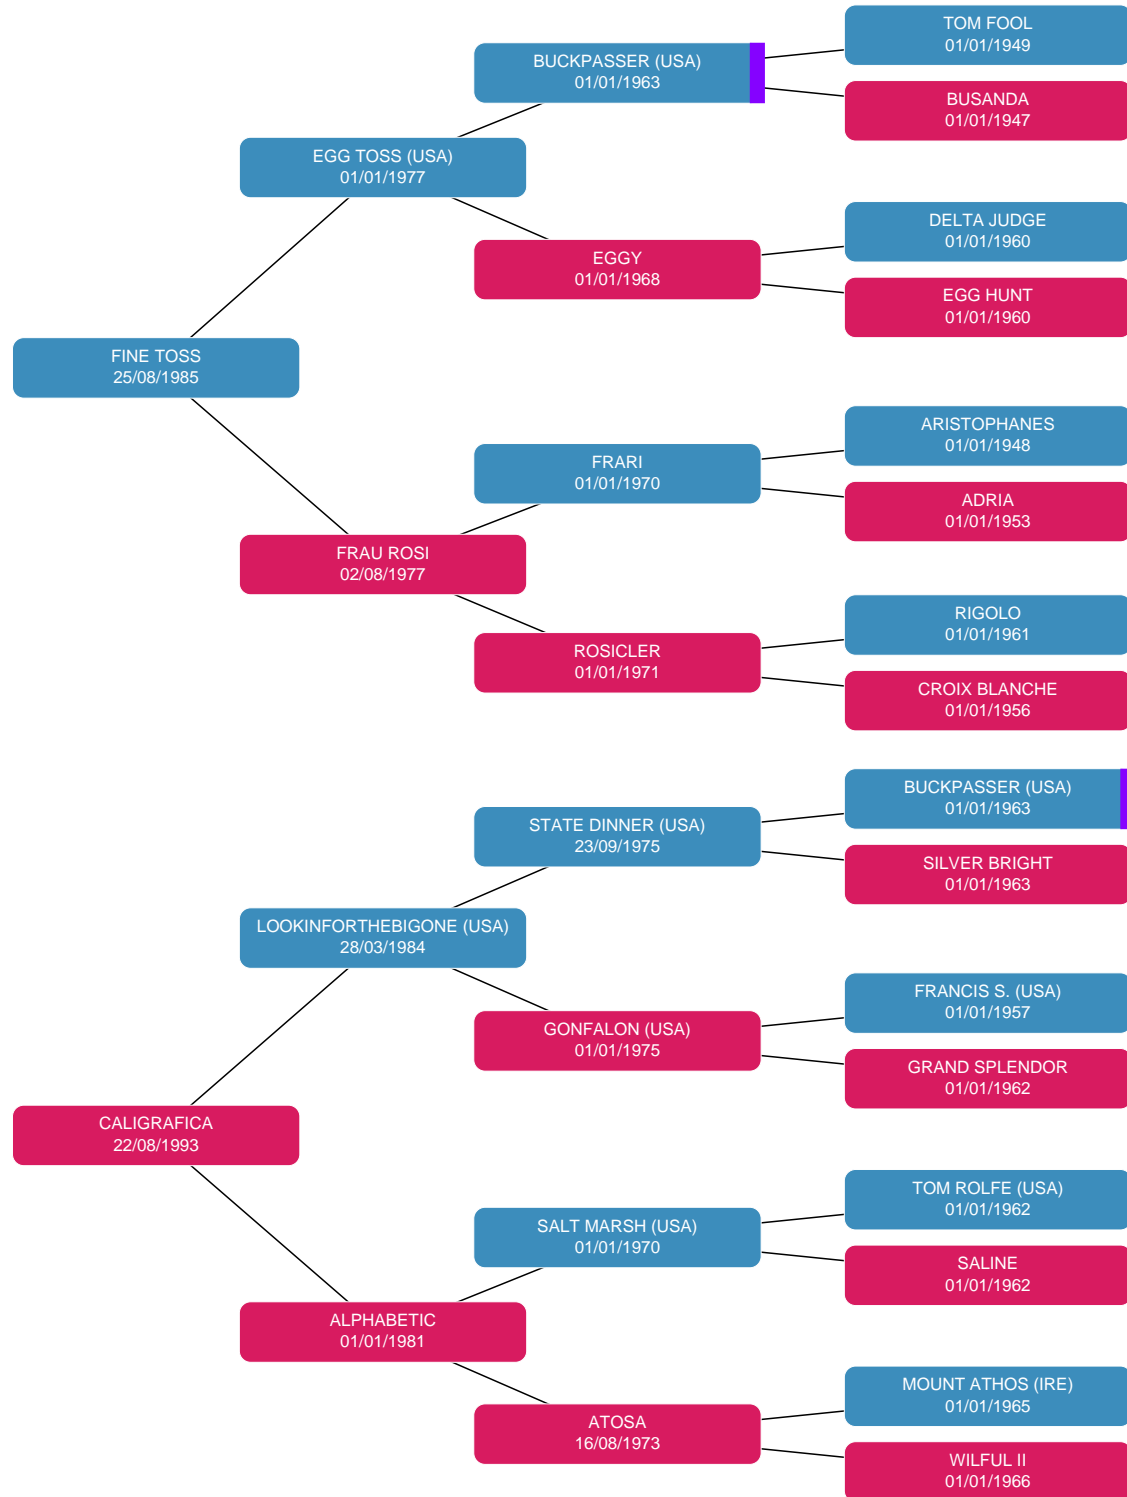 TOM FOOL
01/01/1949
BUCKPASSER (USA)
01/01/1963
BUSANDA
01/01/1947
EGG TOSS (USA)
01/01/1977
DELTA JUDGE
01/01/1960
EGGY
01/01/1968
EGG HUNT
01/01/1960
FINE TOSS
25/08/1985
ARISTOPHANES
01/01/1948
FRARI
01/01/1970
ADRIA
01/01/1953
FRAU ROSI
02/08/1977
RIGOLO
01/01/1961
ROSICLER
01/01/1971
CROIX BLANCHE
01/01/1956
BUCKPASSER (USA)
01/01/1963
STATE DINNER (USA)
23/09/1975
SILVER BRIGHT
01/01/1963
LOOKINFORTHEBIGONE (USA)
28/03/1984
FRANCIS S. (USA)
01/01/1957
GONFALON (USA)
01/01/1975
GRAND SPLENDOR
01/01/1962
CALIGRAFICA
22/08/1993
TOM ROLFE (USA)
01/01/1962
SALT MARSH (USA)
01/01/1970
SALINE
01/01/1962
ALPHABETIC
01/01/1981
MOUNT ATHOS (IRE)
01/01/1965
ATOSA
16/08/1973
WILFUL II
01/01/1966